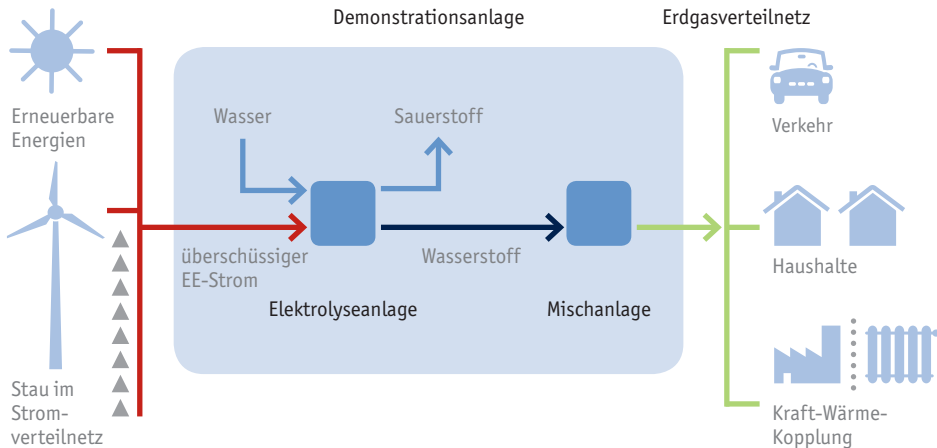 Demonstrationsanlage
Erdgasverteilnetz
Erneuerbare
Energien
Wasser
Sauerstoff
Verkehr
überschüssiger
EE-Strom
Wasserstoff
Haushalte
Elektrolyseanlage
Mischanlage
Stau im
Strom-
verteilnetz
Kraft-Wärme-
Kopplung